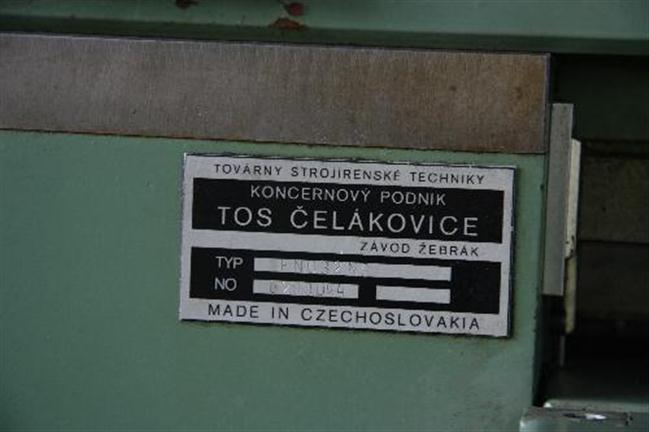 TOVÁRNY STROJÍRENSKÉ TECHNIKY
KONCERNOVÝ PODNIK
TOS ČELÁKOVICE
ZÁVOD ŽEBRÁK
TYP
NO
MADE IN CZECHOSLOVAKIA